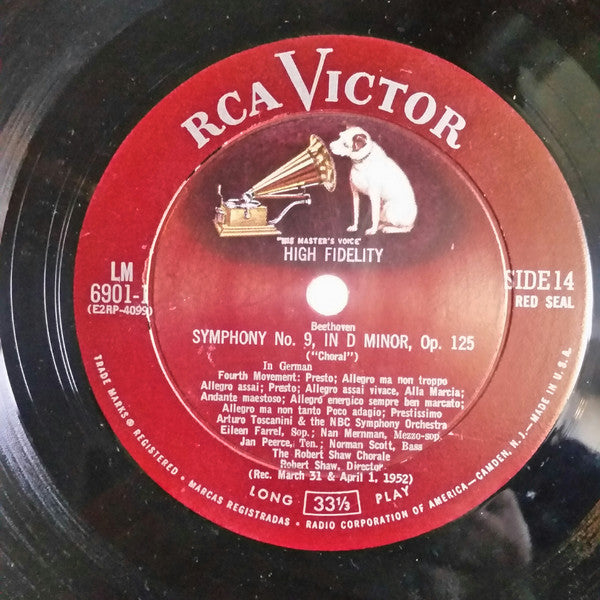 RCA VICTOR
"HIS MASTER'S VOICE"
HIGH FIDELITY
LM
6901-1
(E2RP-4099)
SIDE 14
RED SEAL
Beethoven
SYMPHONY No. 9, IN D MINOR, Op. 125
("Choral")
In German
Fourth Movement: Presto; Allegro ma non troppo
Allegro assai; Presto; Allegro assai vivace, Alla Marcia;
Andante maestoso; Allegro energico sempre ben marcato;
Allegro ma non tanto Poco adagio; Prestissimo
Arturo Toscanini & the NBC Symphony Orchestra
Eileen Farrel, Sop.; Nan Mernman, Mezzo-sop.
Jan Peerce, Ten.; Norman Scott, Bass
The Robert Shaw Chorale
Robert Shaw, Director
(Rec. March 31 & April 1, 1952)
LONG 33⅓ PLAY
TRADE MARKS ® REGISTERED • MARCAS REGISTRADAS • RADIO CORPORATION OF AMERICA—CAMDEN, N.J.—MADE IN U.S.A.